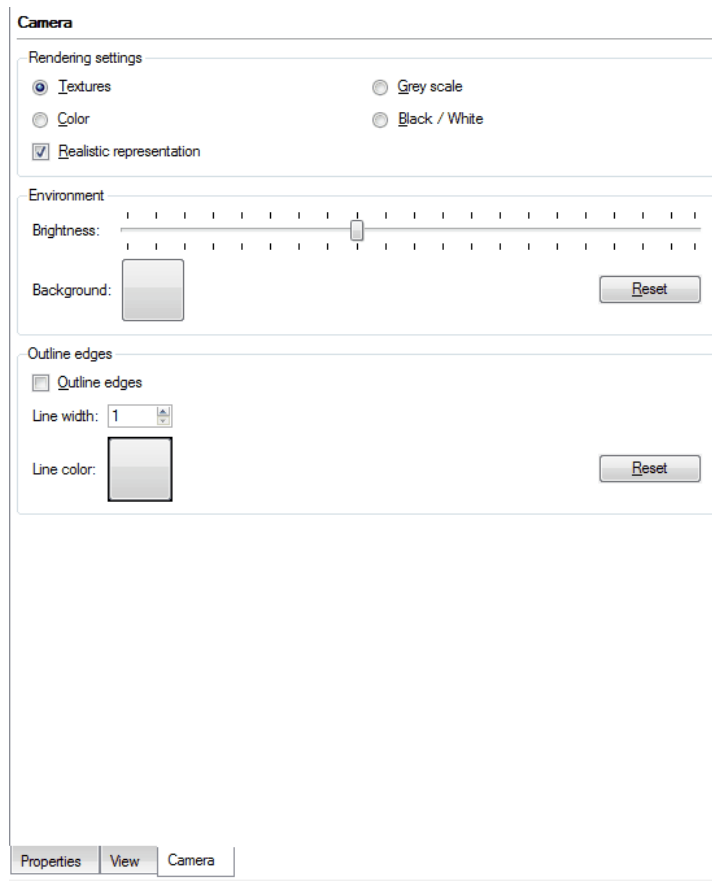 Camera
Rendering settings
Textures
Grey scale
Color
Black / White
Realistic representation
Environment
Brightness:
Background:
Reset
Outline edges
Outline edges
Line width: 1
Line color:
Reset
Properties View Camera